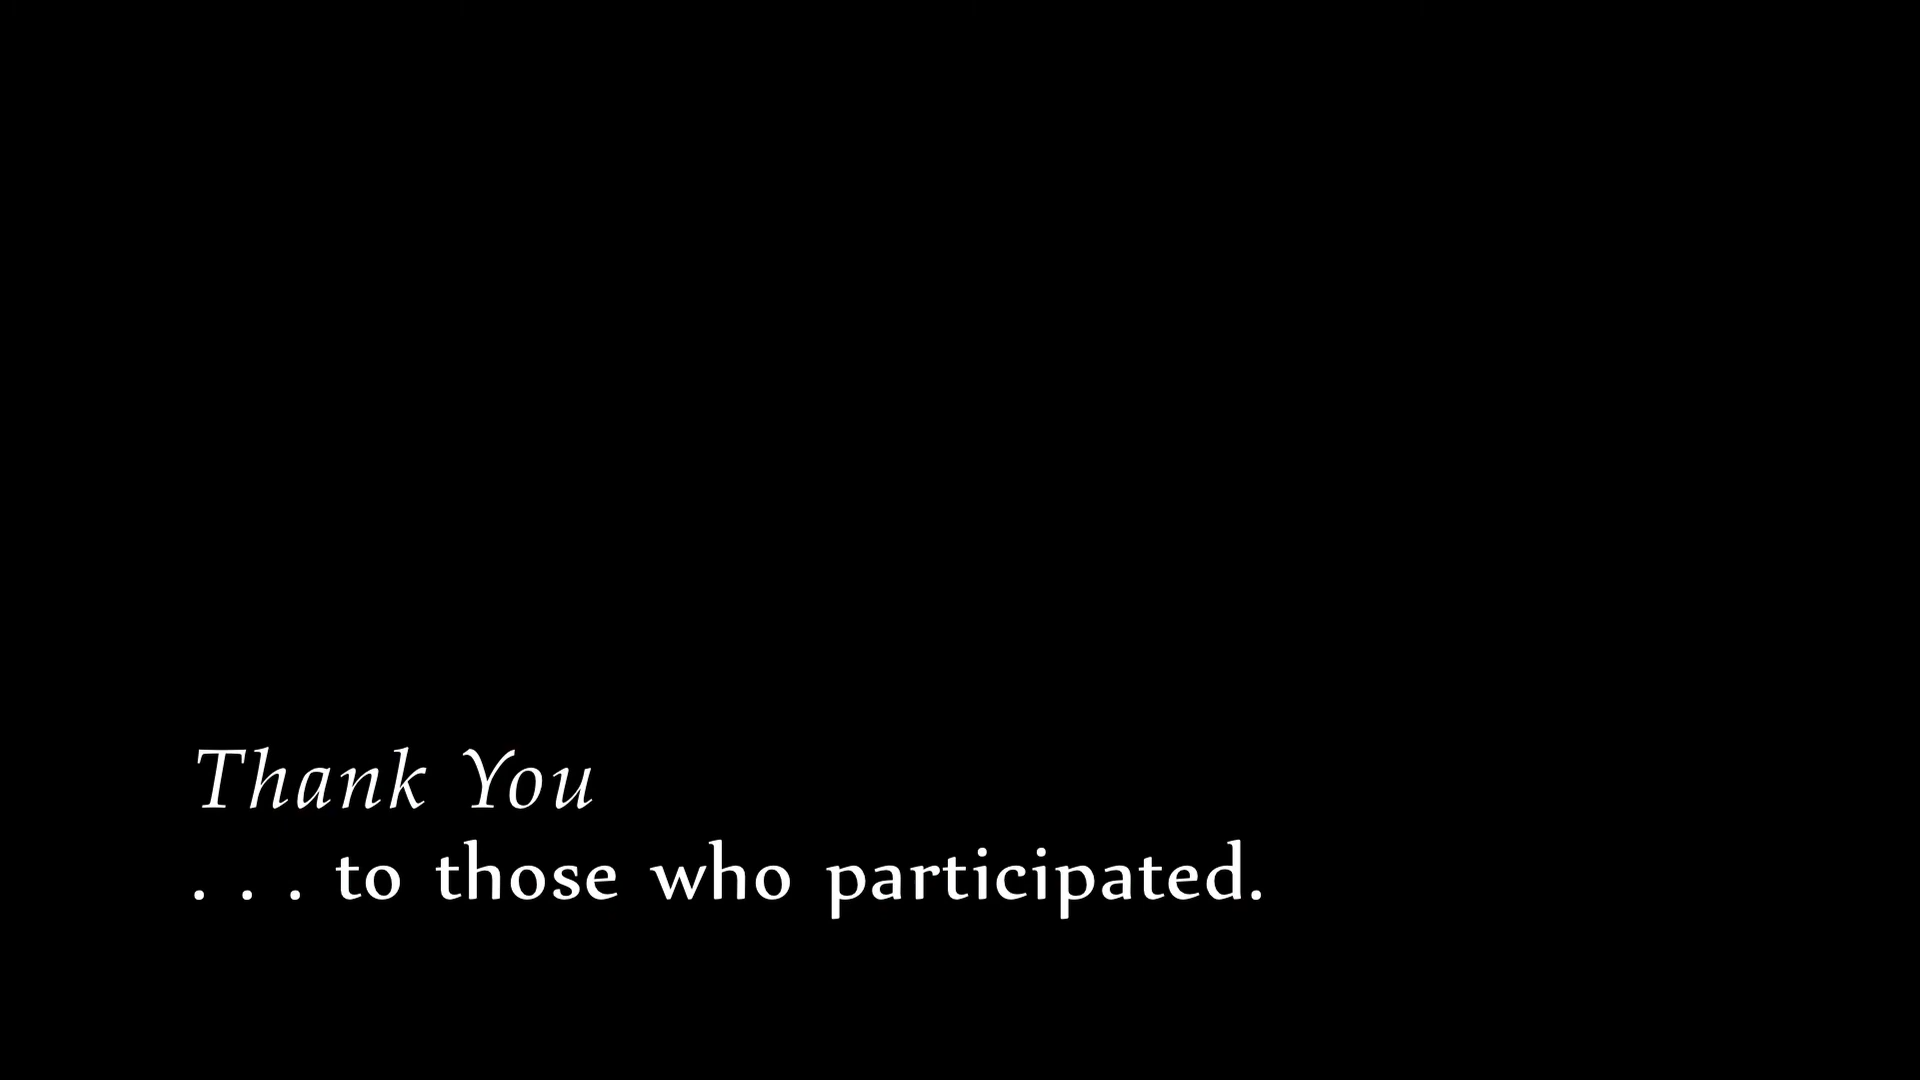 Thank You
. . . to those who participated.